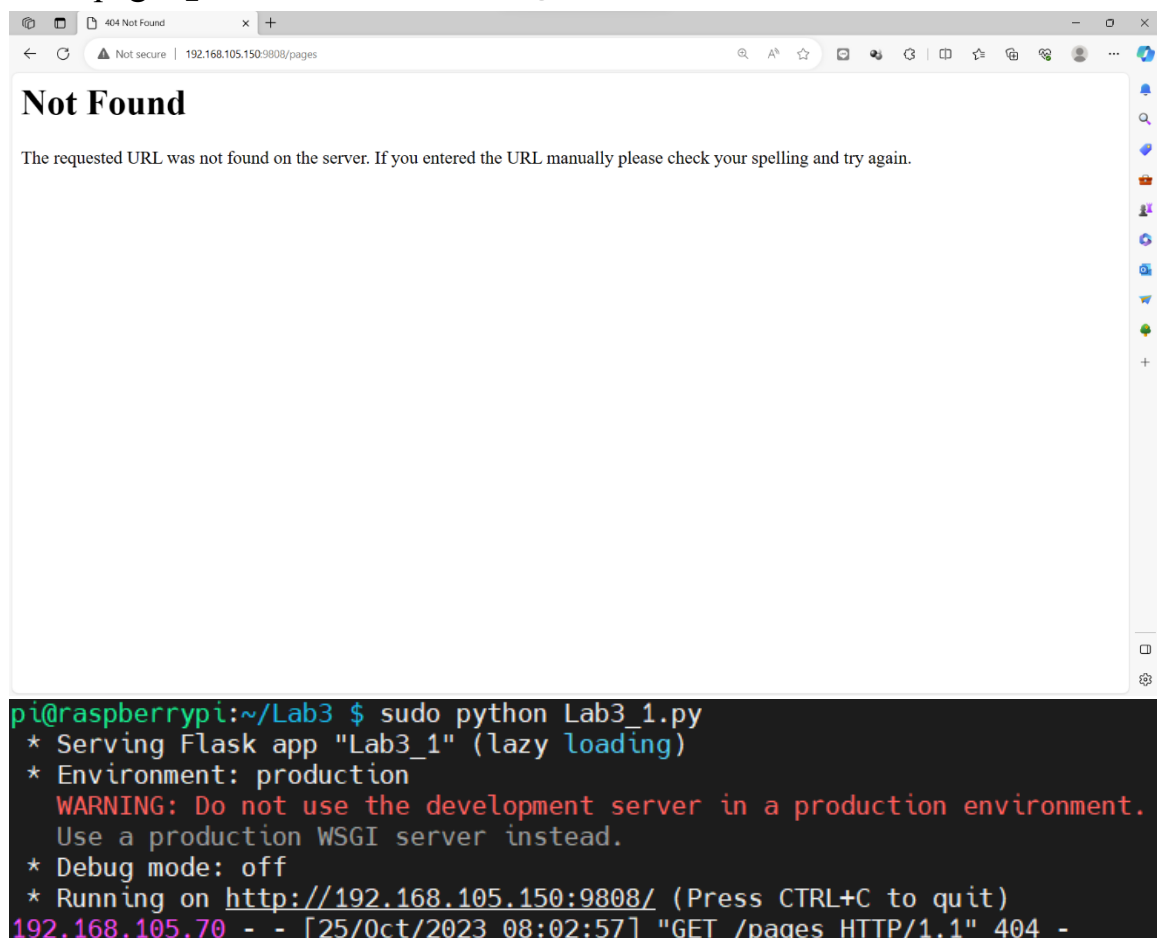 404 Not Found
Not secure | 192.168.105.150:9808/pages
Not Found
The requested URL was not found on the server. If you entered the URL manually please check your spelling and try again.
pi@raspberrypi:~/Lab3 $ sudo python Lab3_1.py
* Serving Flask app "Lab3_1" (lazy loading)
* Environment: production
WARNING: Do not use the development server in a production environment.
Use a production WSGI server instead.
* Debug mode: off
* Running on http://192.168.105.150:9808/ (Press CTRL+C to quit)
192.168.105.70 - - [25/Oct/2023 08:02:57] "GET /pages HTTP/1.1" 404 -